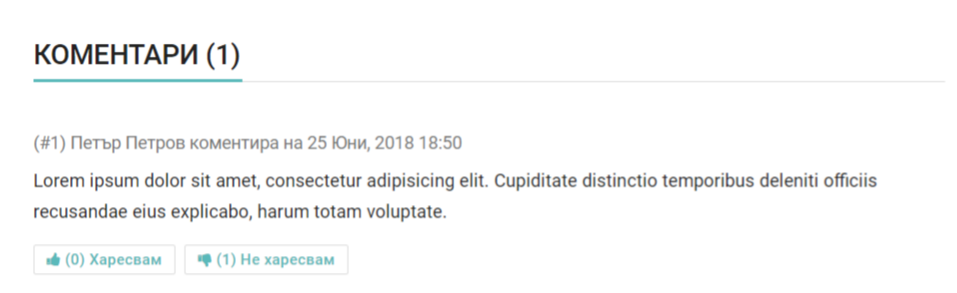 КОМЕНТАРИ (1)
(#1) Петър Петров коментира на 25 Юни, 2018 18:50
Lorem ipsum dolor sit amet, consectetur adipisicing elit. Cupiditate distinctio temporibus deleniti officiis
recusandae eius explicabo, harum totam voluptate.
(0) Харесвам (1) Не харесвам